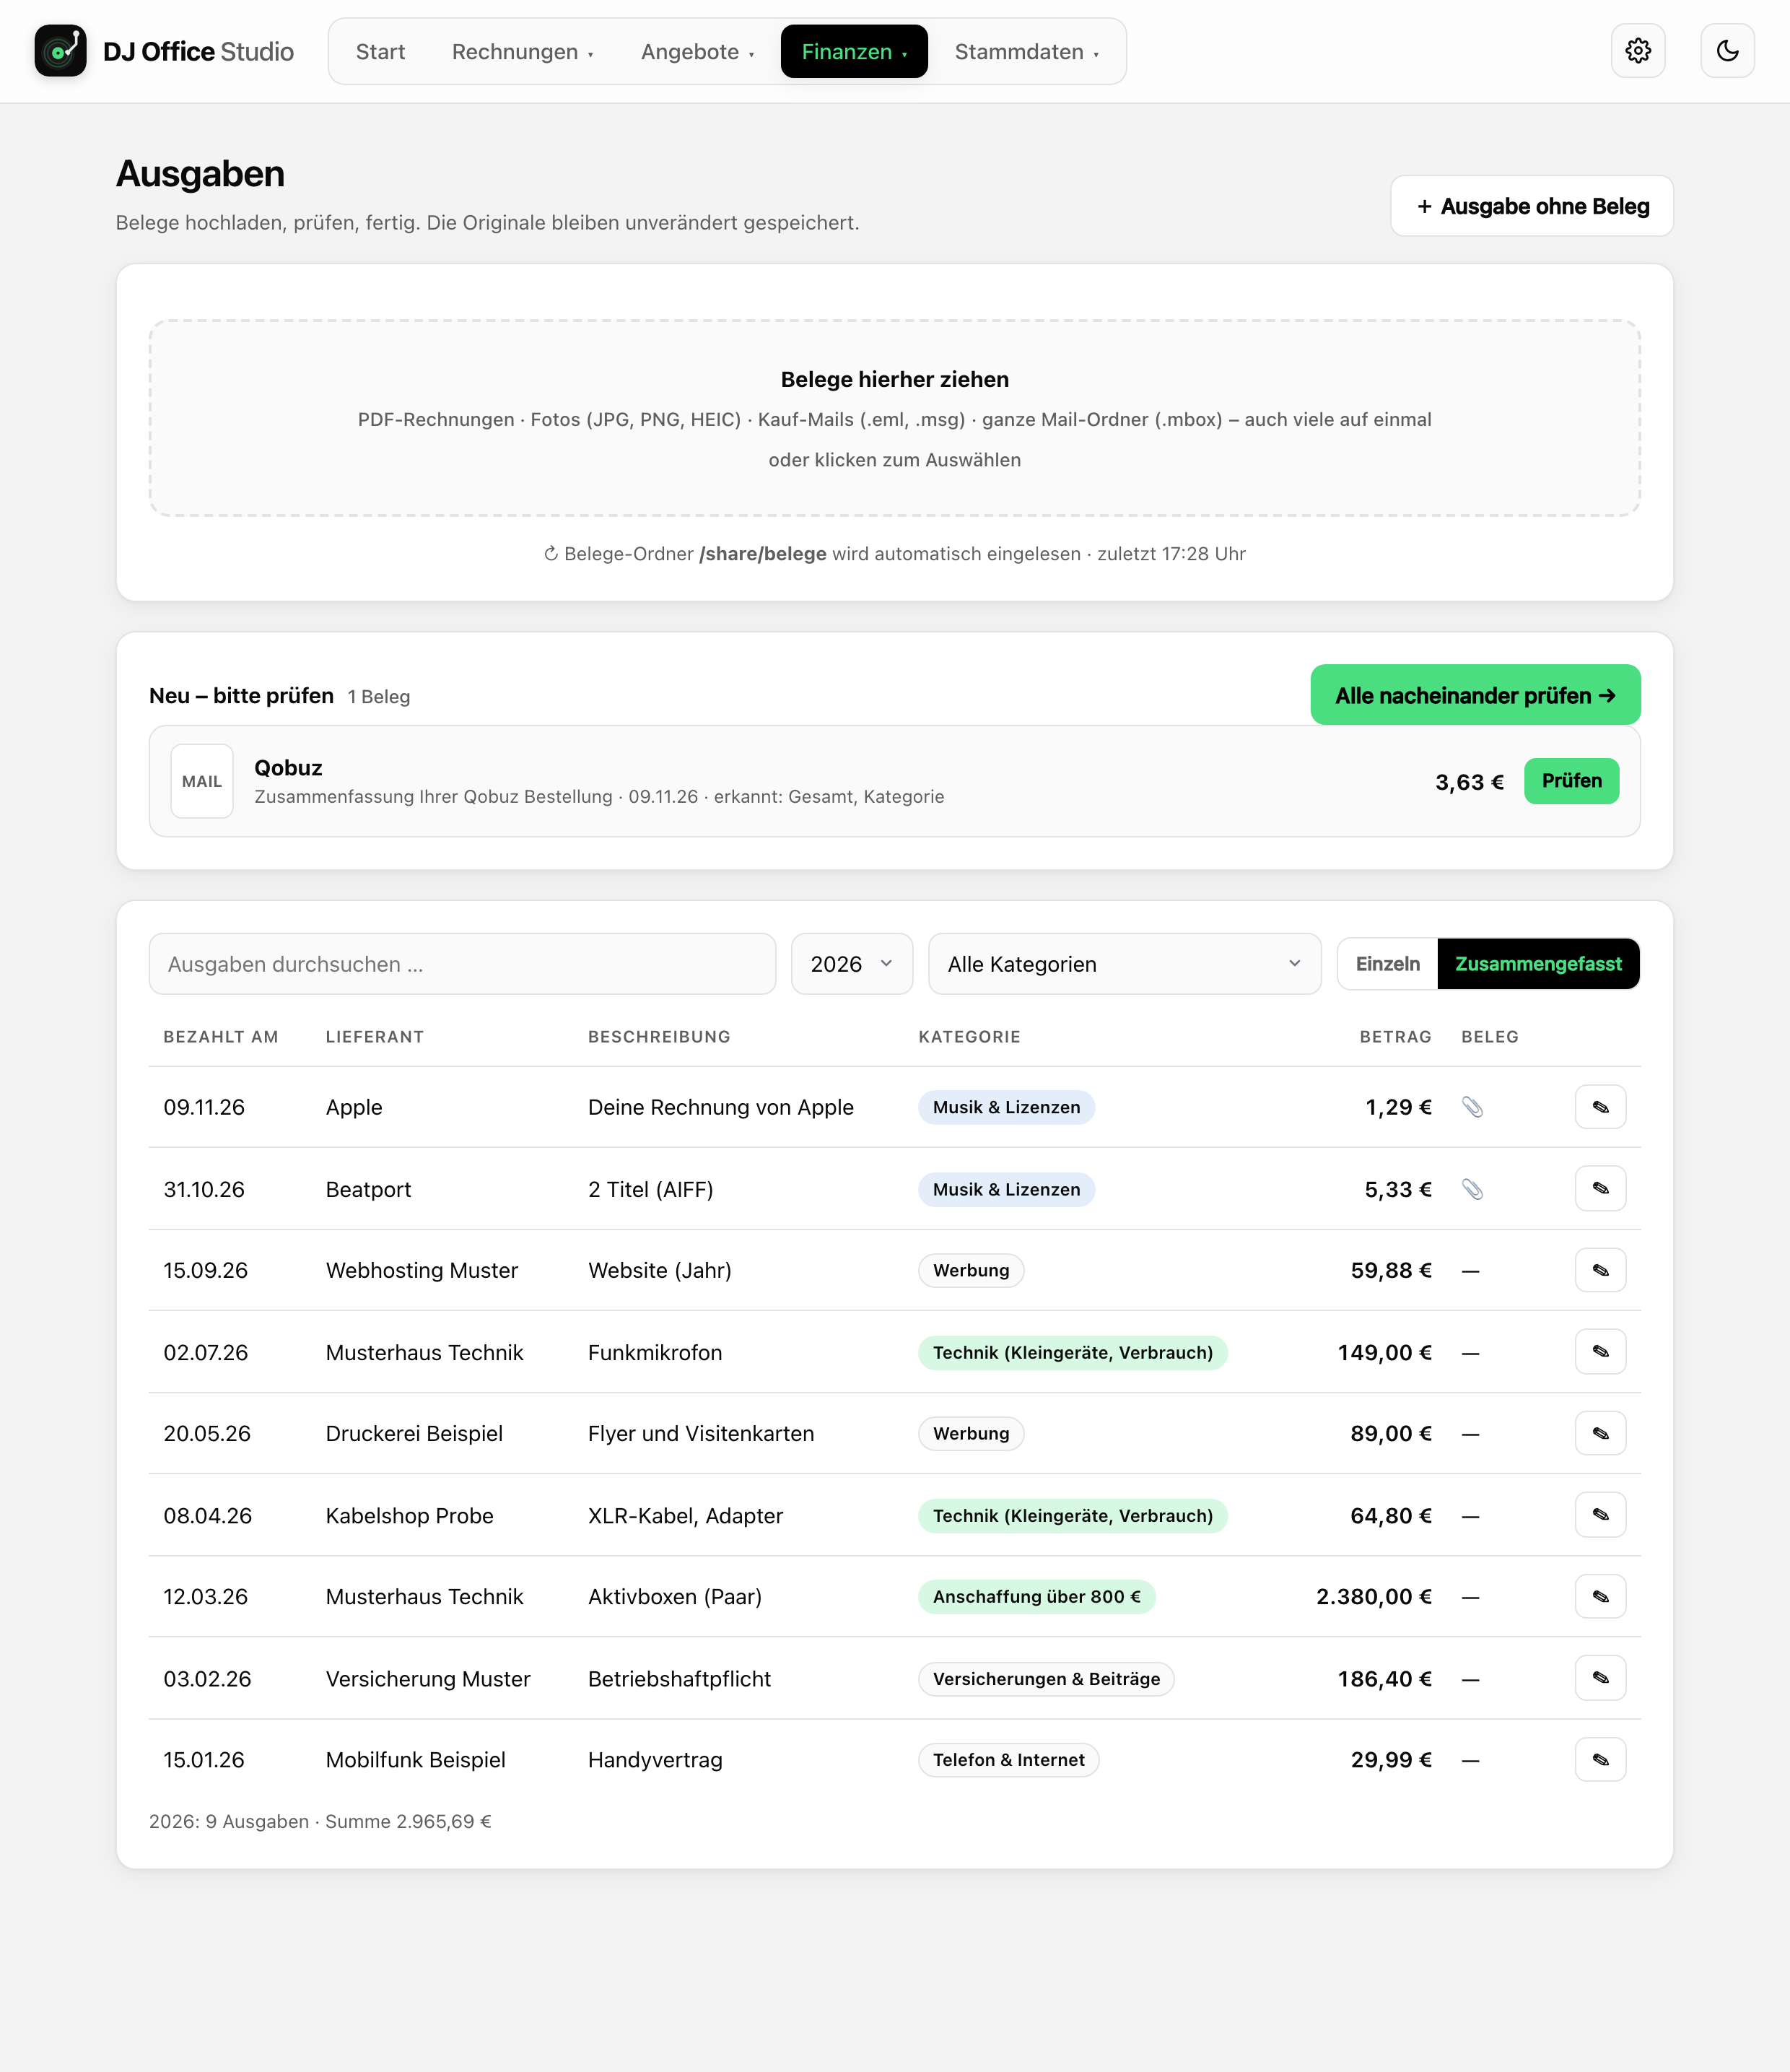 DJ Office Studio Start Rechnungen Angebote Finanzen Stammdaten
Ausgaben
Belege hochladen, prüfen, fertig. Die Originale bleiben unverändert gespeichert.
+ Ausgabe ohne Beleg
Belege hierher ziehen
PDF-Rechnungen · Fotos (JPG, PNG, HEIC) · Kauf-Mails (.eml, .msg) · ganze Mail-Ordner (.mbox) – auch viele auf einmal
oder klicken zum Auswählen
↻ Belege-Ordner /share/belege wird automatisch eingelesen · zuletzt 17:28 Uhr
Neu – bitte prüfen 1 Beleg Alle nacheinander prüfen →
MAIL Qobuz
Zusammenfassung Ihrer Qobuz Bestellung · 09.11.26 · erkannt: Gesamt, Kategorie
3,63 € Prüfen
Ausgaben durchsuchen ... 2026 Alle Kategorien Einzeln Zusammengefasst
BEZAHLT AM LIEFERANT BESCHREIBUNG KATEGORIE BETRAG BELEG
09.11.26 Apple Deine Rechnung von Apple Musik & Lizenzen 1,29 €
31.10.26 Beatport 2 Titel (AIFF) Musik & Lizenzen 5,33 €
15.09.26 Webhosting Muster Website (Jahr) Werbung 59,88 € —
02.07.26 Musterhaus Technik Funkmikrofon Technik (Kleingeräte, Verbrauch) 149,00 € —
20.05.26 Druckerei Beispiel Flyer und Visitenkarten Werbung 89,00 € —
08.04.26 Kabelshop Probe XLR-Kabel, Adapter Technik (Kleingeräte, Verbrauch) 64,80 € —
12.03.26 Musterhaus Technik Aktivboxen (Paar) Anschaffung über 800 € 2.380,00 € —
03.02.26 Versicherung Muster Betriebshaftpflicht Versicherungen & Beiträge 186,40 € —
15.01.26 Mobilfunk Beispiel Handyvertrag Telefon & Internet 29,99 € —
2026: 9 Ausgaben · Summe 2.965,69 €